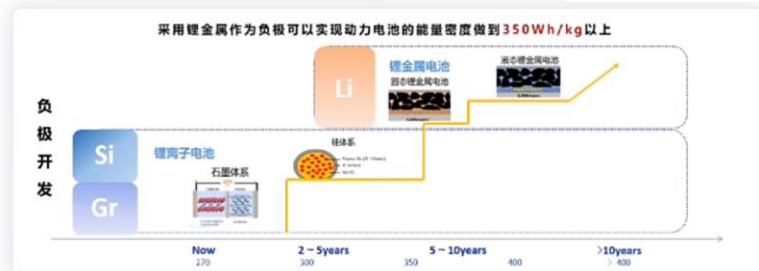 采用锂金属作为负极可以实现动力电池的能量密度做到350Wh/kg以上
负极开发
Li
锂金属电池
固态锂金属电池
液态锂金属电池
Si
Gr
锂离子电池
石墨体系
硅体系
Now
2～5years
5～10years
>10years
270
300
350
400
> 400